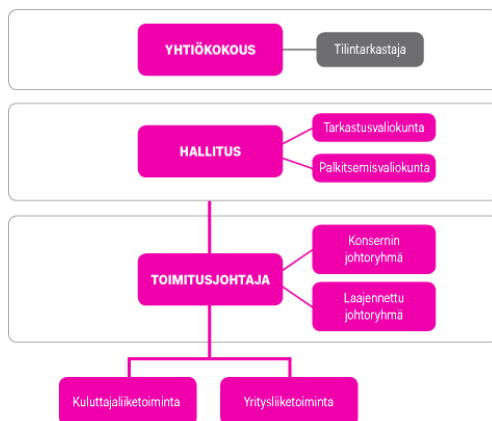 YHTIÖKOKOUS
Tilintarkastaja
HALLITUS
Tarkastusvaliokunta
Palkitsemisvaliokunta
TOIMITUSJOHTAJA
Konsernin
johtoryhmä
Laajennettu
johtoryhmä
Kuluttajaliiketoiminta
Yritysliiketoiminta